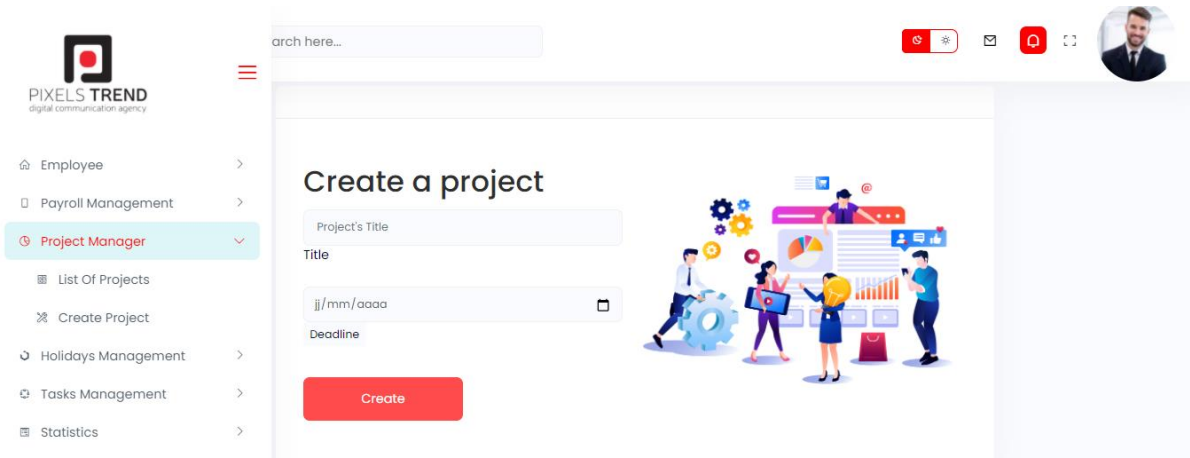 PIXELS TREND
digital communication agency
Employee
Payroll Management
Project Manager
List Of Projects
Create Project
Holidays Management
Tasks Management
Statistics
arch here...
Create a project
Project's Title
Title
jj/mm/aaaa
Deadline
Create
@